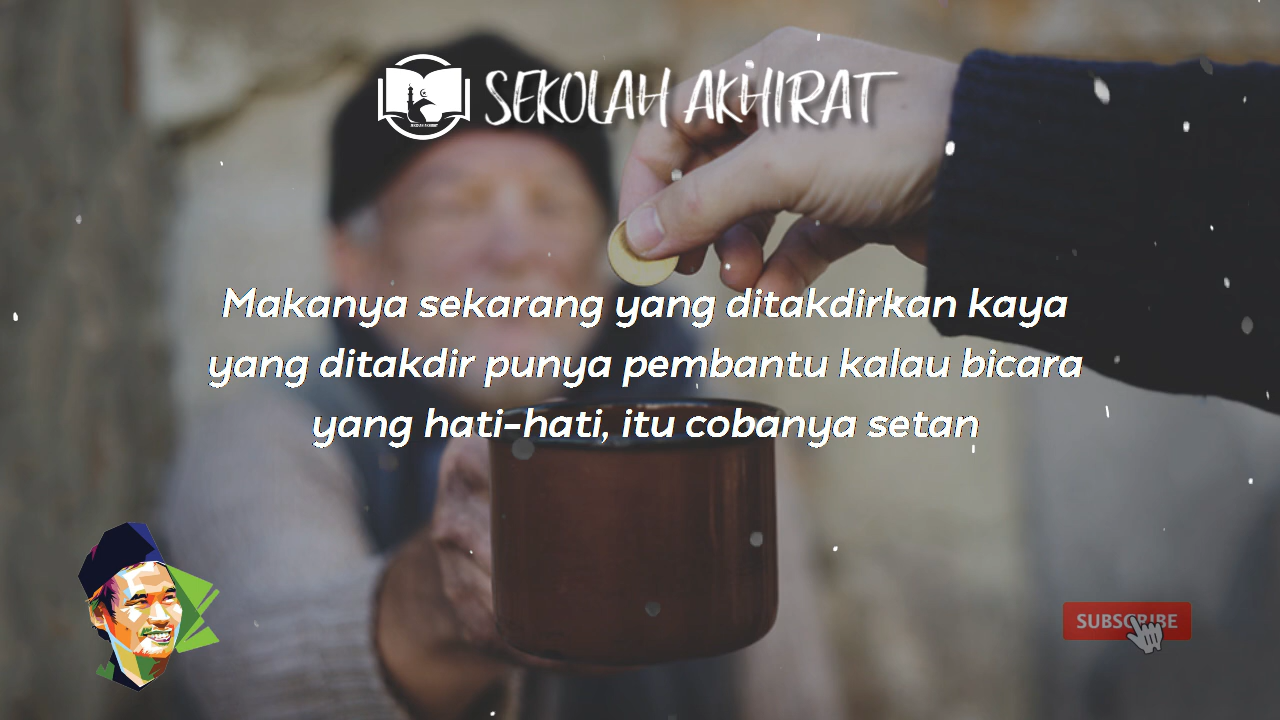 SEKOLAH AKHIRAT
Makanya sekarang yang ditakdirkan kaya
yang ditakdir punya pembantu kalau bicara
yang hati-hati, itu cobanya setan
SUBSCRIBE